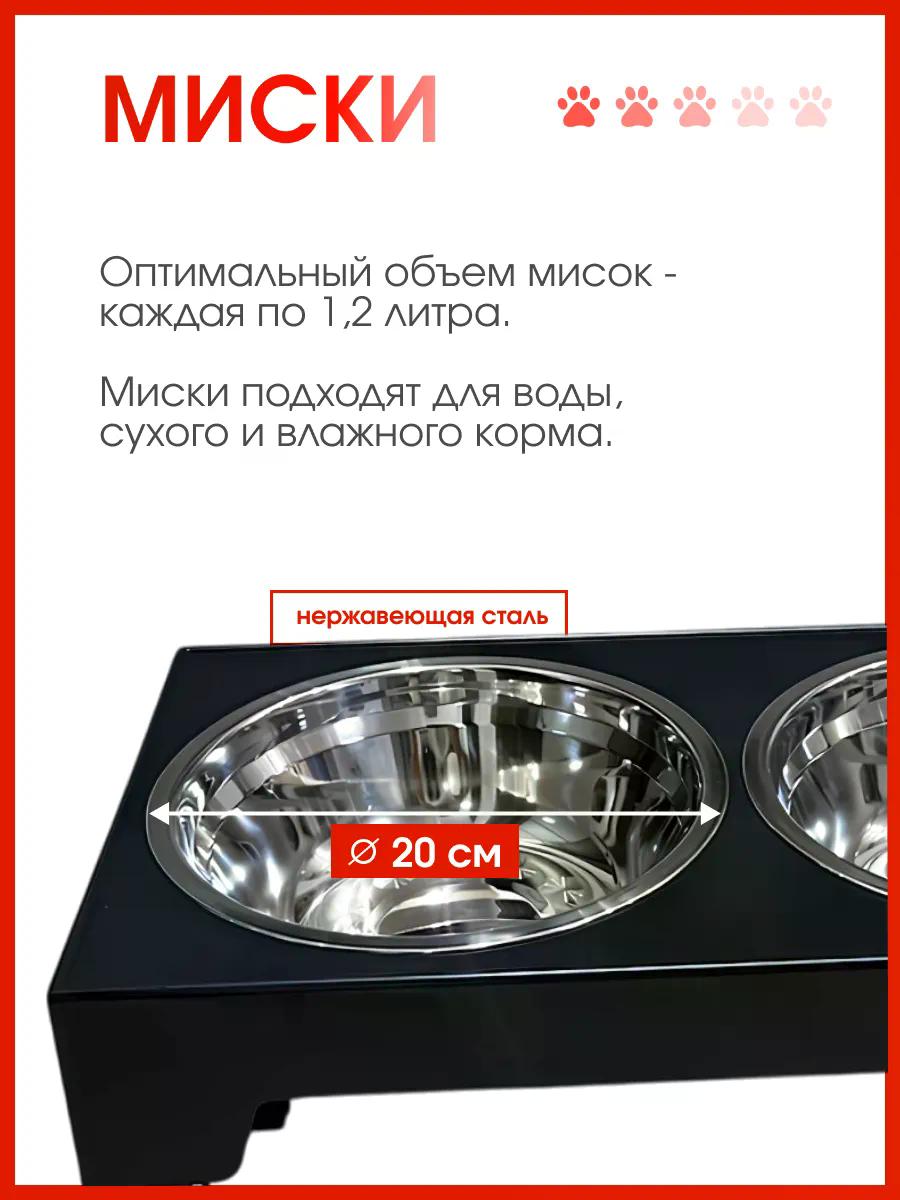 МИСКИ
Оптимальный объем мисок -
каждая по 1,2 литра.
Миски подходят для воды,
сухого и влажного корма.
нержавеющая сталь
⌀ 20 см